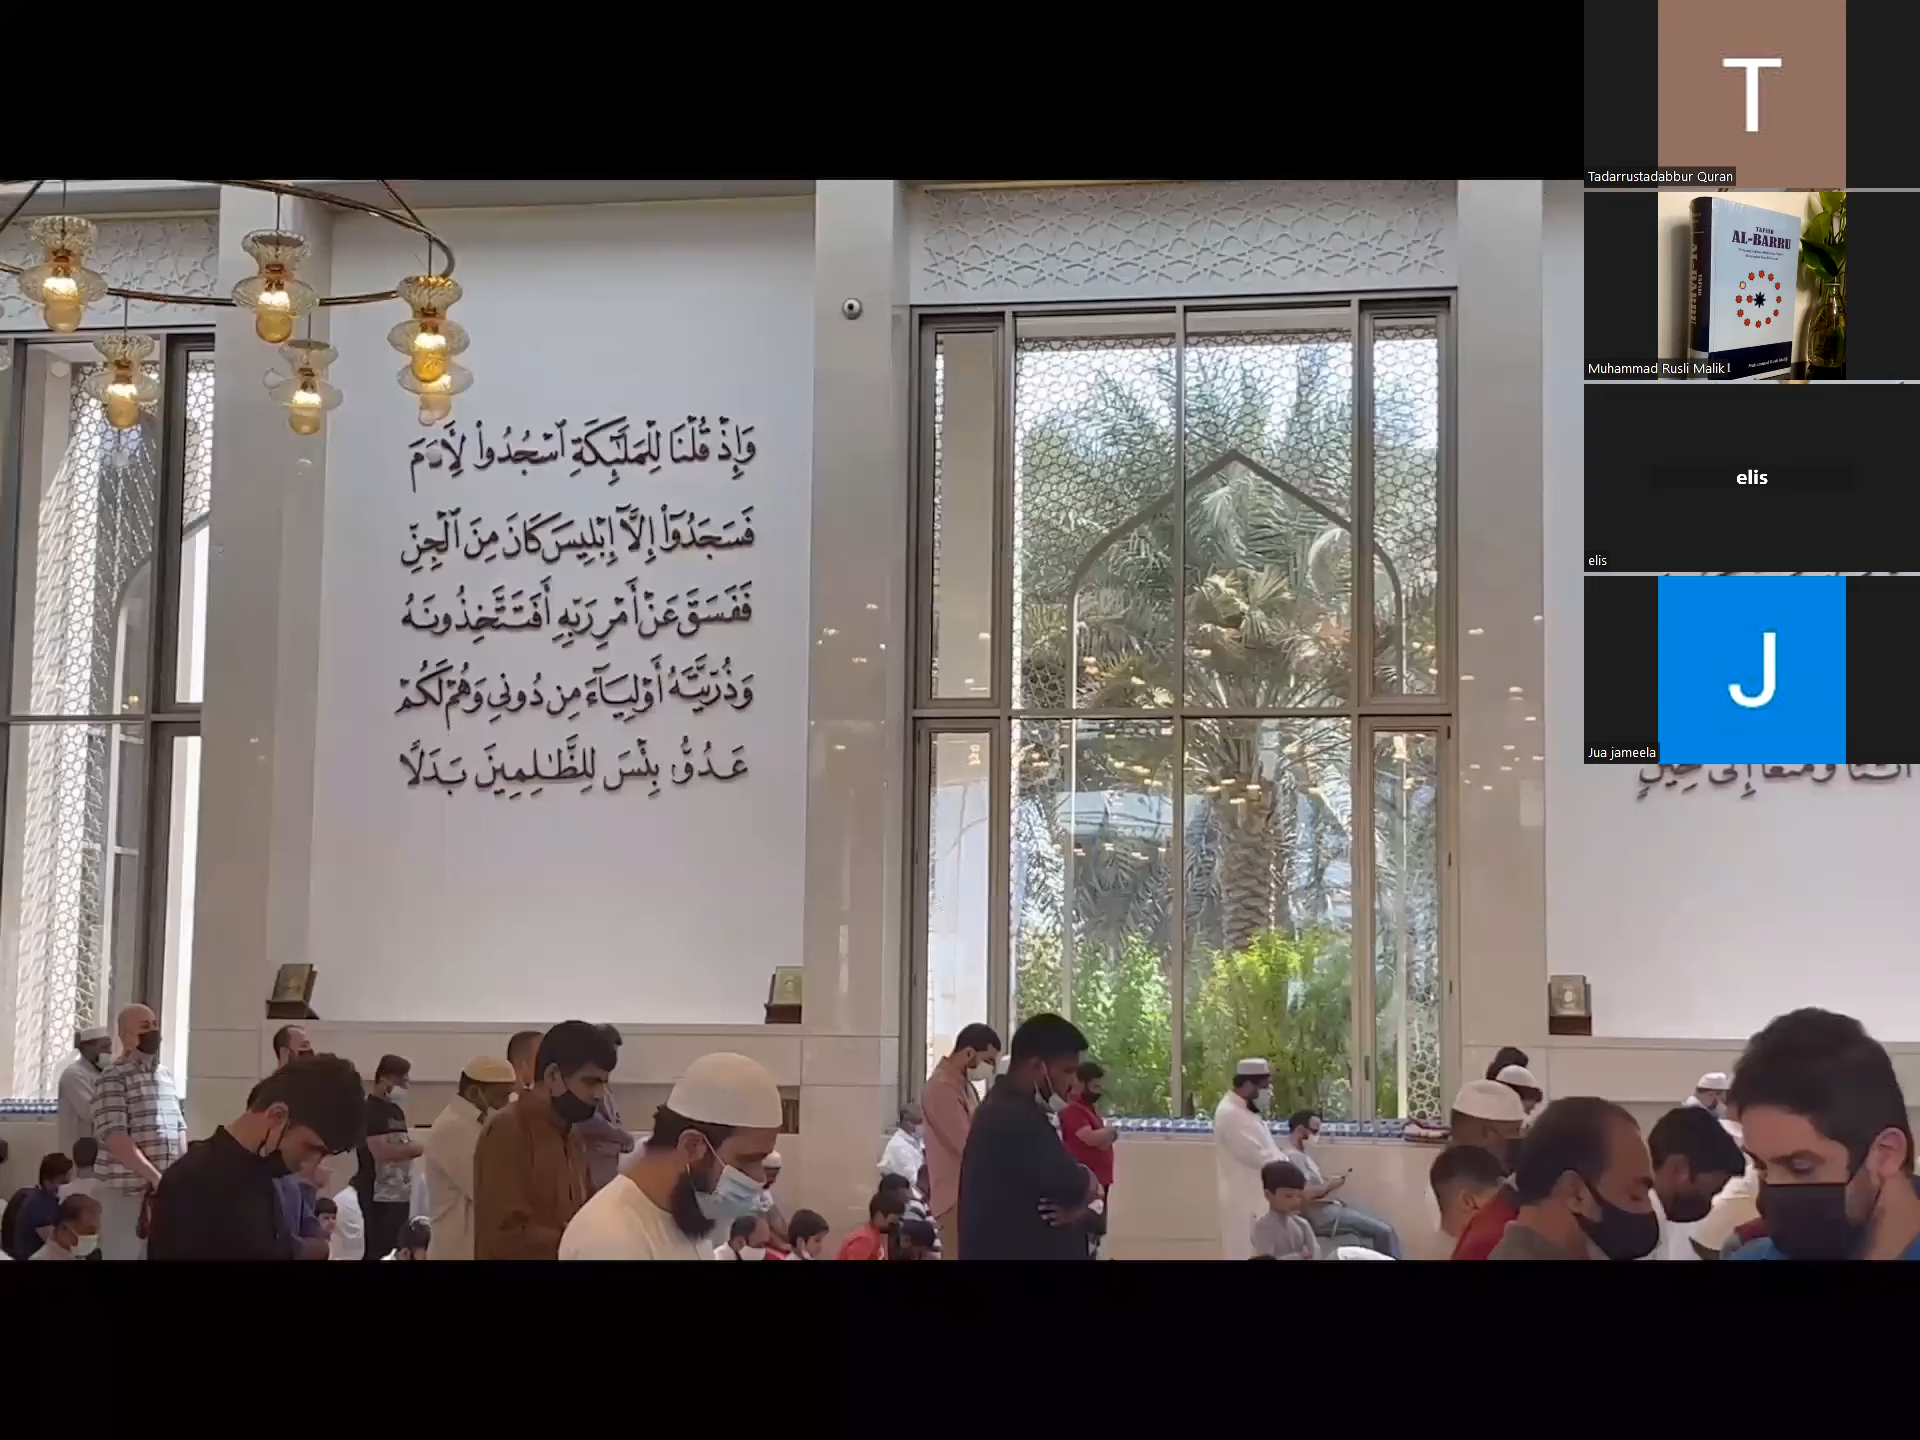 وَإِذْ قُلْنَا لِلْمَلَٰٓئِكَةِ ٱسْجُدُوا۟ لِأَادَمَ
فَسَجَدُوٓا۟ إِلَّآ إِبْلِيسَ كَانَ مِنَ ٱلْجِنِّ
فَفَسَقَ عَنْ أَمْرِ رَبِّهِۦٓ أَفَتَتَّخِذُونَهُۥ
وَذُرِّيَّتَهُۥٓ أَوْلِيَآءَ مِن دُونِى وَهُمْ لَكُمْ
عَدُوٌّۢ بِئْسَ لِلظَّٰلِمِينَ بَدَلًا
وَمَتَٰعًا إِلَىٰ حِينٍ
T
Tadarrustadabbur Quran
TAFSIR
AL-BARRU
Muhammad Rusli Malik
elis
elis
J
Jua jameela